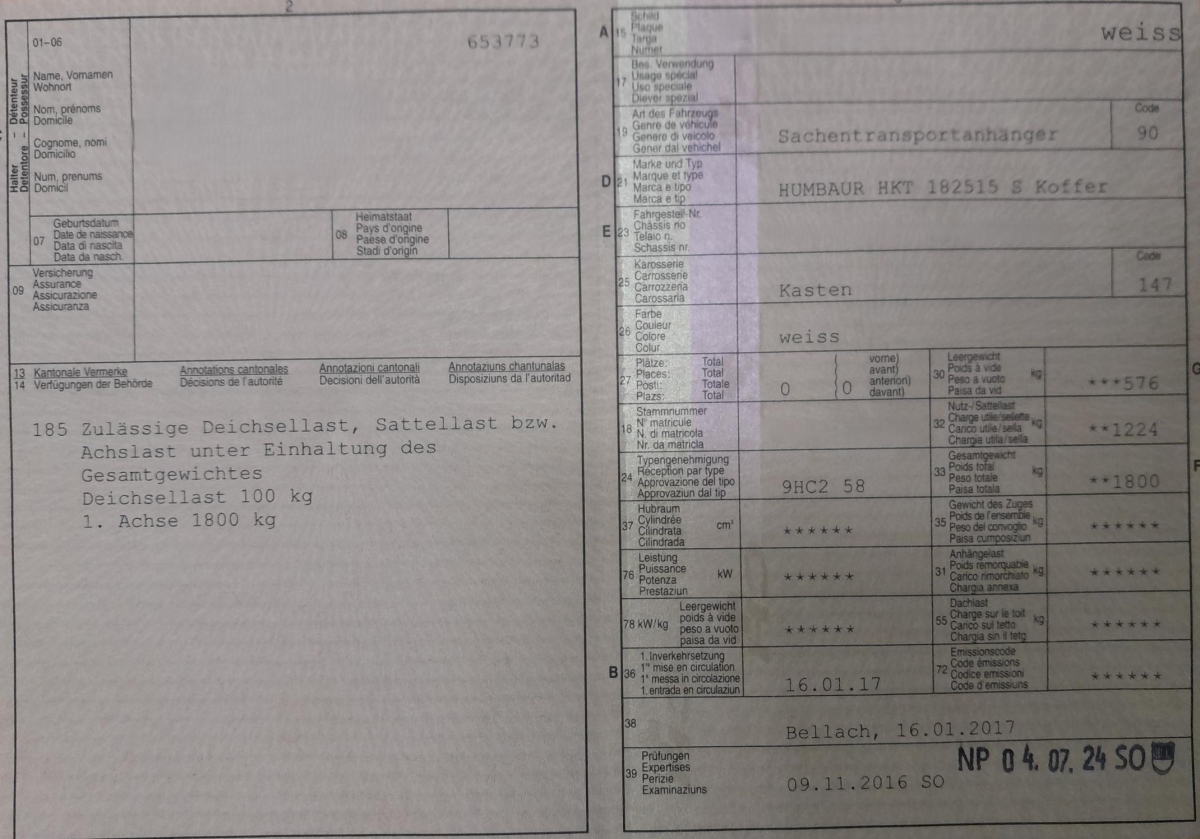 2
01–06
653773
Halter – Détenteur
Detentore – Possessur
Name, Vornamen
Wohnort
Nom, prénoms
Domicile
Cognome, nomi
Domicilio
Num, prenums
Domicil
07
Geburtsdatum
Date de naissance
Data di nascita
Data da nasch.
08
Heimatstaat
Pays d'origine
Paese d'origine
Stadi d'origin
09
Versicherung
Assurance
Assicurazione
Assicuranza
13 Kantonale Vermerke Annotations cantonales Annotazioni cantonali Annotaziuns chantunalas
14 Verfügungen der Behörde Décisions de l'autorité Decisioni dell'autorità Disposiziuns da l'autoritad
185 Zulässige Deichsellast, Sattellast bzw.
Achslast unter Einhaltung des
Gesamtgewichtes
Deichsellast 100 kg
1. Achse 1800 kg
A 15
Schild
Plaque
Targa
Numer
weiss
17
Bes. Verwendung
Usage spécial
Uso speciale
Diever spezial
19
Art des Fahrzeugs
Genre de véhicule
Genere di veicolo
Gener dal vehichel
Sachentransportanhänger
Code
90
D 21
Marke und Typ
Marque et type
Marca e tipo
Marca e tip
HUMBAUR HKT 182515 S Koffer
E 23
Fahrgestell-Nr.
Châssis no
Telaio n.
Schassis nr.
25
Karosserie
Carrosserie
Carrozzeria
Carossaria
Kasten
Code
147
26
Farbe
Couleur
Colore
Colur
weiss
27
Plätze: Total
Places: Total
Posti: Totale
Plazs: Total
0
( 0
vorne)
avant)
anteriori)
davant)
30
Leergewicht
Poids à vide
Peso a vuoto
Paisa da vid
kg
***576
G
18
Stammnummer
N° matricule
N. di matricola
Nr. da matricla
32
Nutz-/Sattellast
Charge utile/sellette
Carico utile/sella
Chargia utila/sella
kg
**1224
24
Typengenehmigung
Réception par type
Approvazione del tipo
Approvaziun dal tip
9HC2 58
33
Gesamtgewicht
Poids total
Peso totale
Paisa totala
kg
**1800
F
37
Hubraum
Cylindrée
Cilindrata
Cilindrada
cm³
******
35
Gewicht des Zuges
Poids de l'ensemble
Peso del convoglio
Paisa cumposiziun
kg
******
76
Leistung
Puissance
Potenza
Prestaziun
kW
******
31
Anhängelast
Poids remorquable
Carico rimorchiato
Chargia annexa
kg
******
78 kW/kg
Leergewicht
poids à vide
peso a vuoto
paisa da vid
******
55
Dachlast
Charge sur le toit
Carico sul tetto
Chargia sin il tetg
kg
******
B 36
1. Inverkehrsetzung
1re mise en circulation
1a messa in circolazione
1. entrada en circulaziun
16.01.17
72
Emissionscode
Code émissions
Codice emissioni
Code d'emissiuns
******
38
Bellach, 16.01.2017
39
Prüfungen
Expertises
Perizie
Examinaziuns
09.11.2016 SO
NP 04. 07. 24 SO